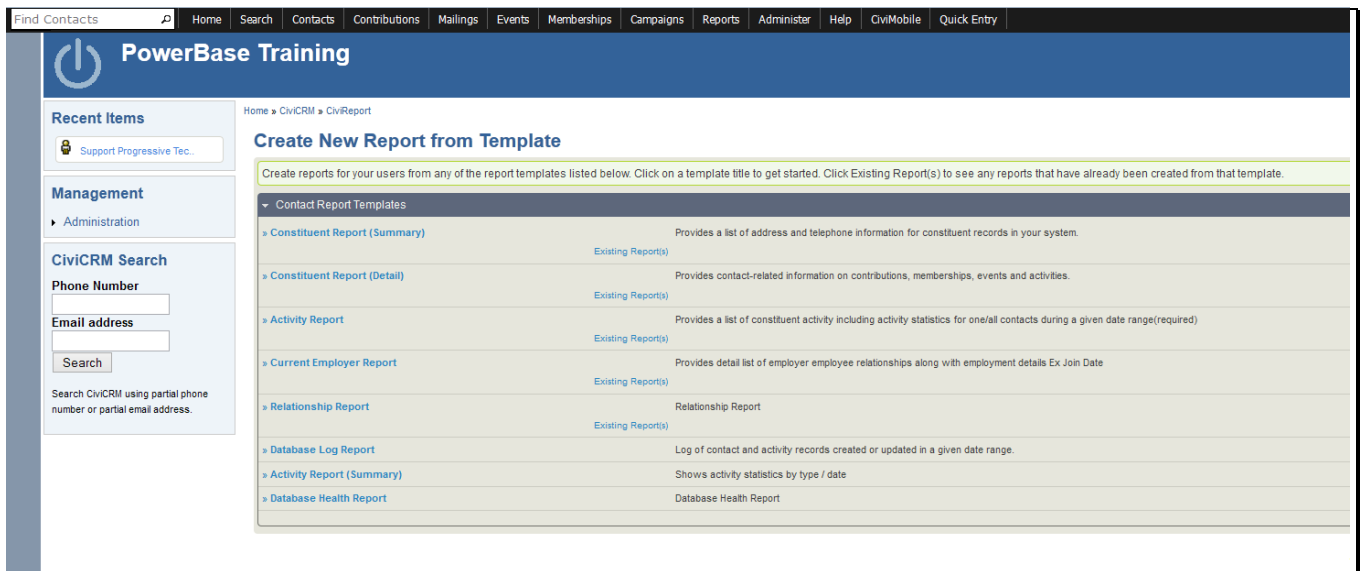 Find Contacts Home Search Contacts Contributions Mailings Events Memberships Campaigns Reports Administer Help CiviMobile Quick Entry
PowerBase Training
Recent Items
Support Progressive Tec..
Management
Administration
CiviCRM Search
Phone Number
Email address
Search
Search CiviCRM using partial phone
number or partial email address.
Home » CiviCRM » CiviReport
Create New Report from Template
Create reports for your users from any of the report templates listed below. Click on a template title to get started. Click Existing Report(s) to see any reports that have already been created from that template.
Contact Report Templates
» Constituent Report (Summary) Provides a list of address and telephone information for constituent records in your system.
Existing Report(s)
» Constituent Report (Detail) Provides contact-related information on contributions, memberships, events and activities.
Existing Report(s)
» Activity Report Provides a list of constituent activity including activity statistics for one/all contacts during a given date range(required)
Existing Report(s)
» Current Employer Report Provides detail list of employer employee relationships along with employment details Ex Join Date
Existing Report(s)
» Relationship Report Relationship Report
Existing Report(s)
» Database Log Report Log of contact and activity records created or updated in a given date range.
» Activity Report (Summary) Shows activity statistics by type / date
» Database Health Report Database Health Report